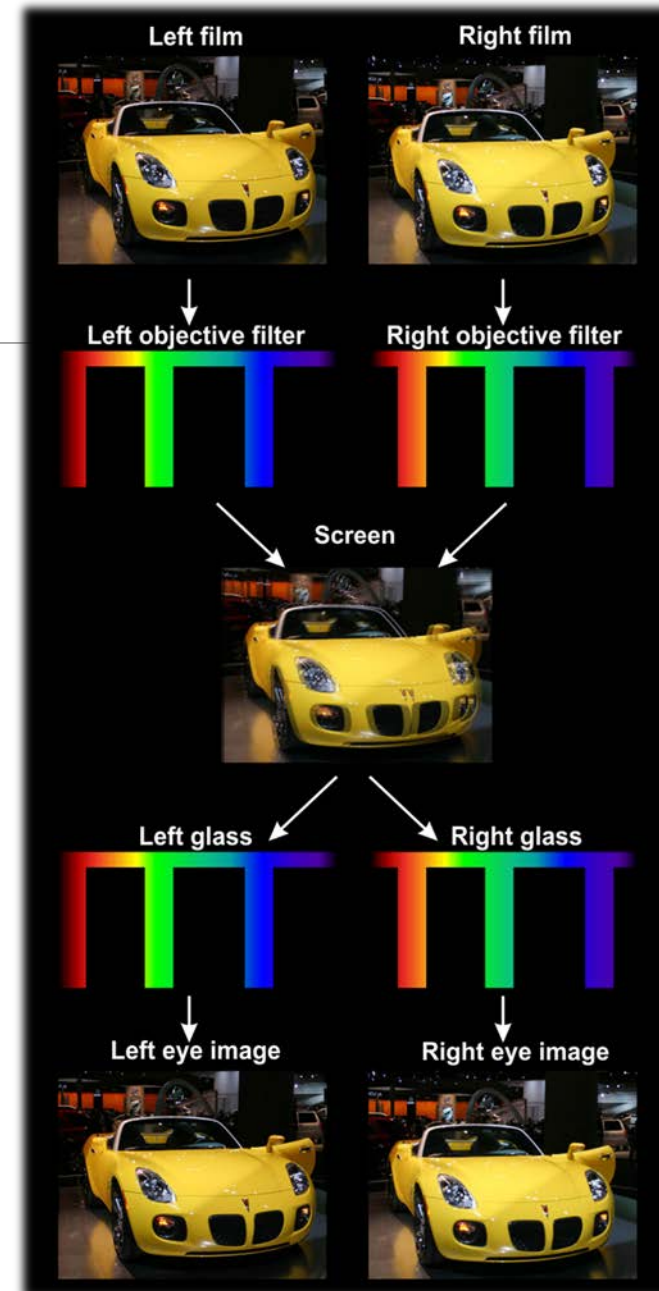 Left film
Right film
Left objective filter
Right objective filter
Screen
Left glass
Right glass
Left eye image
Right eye image